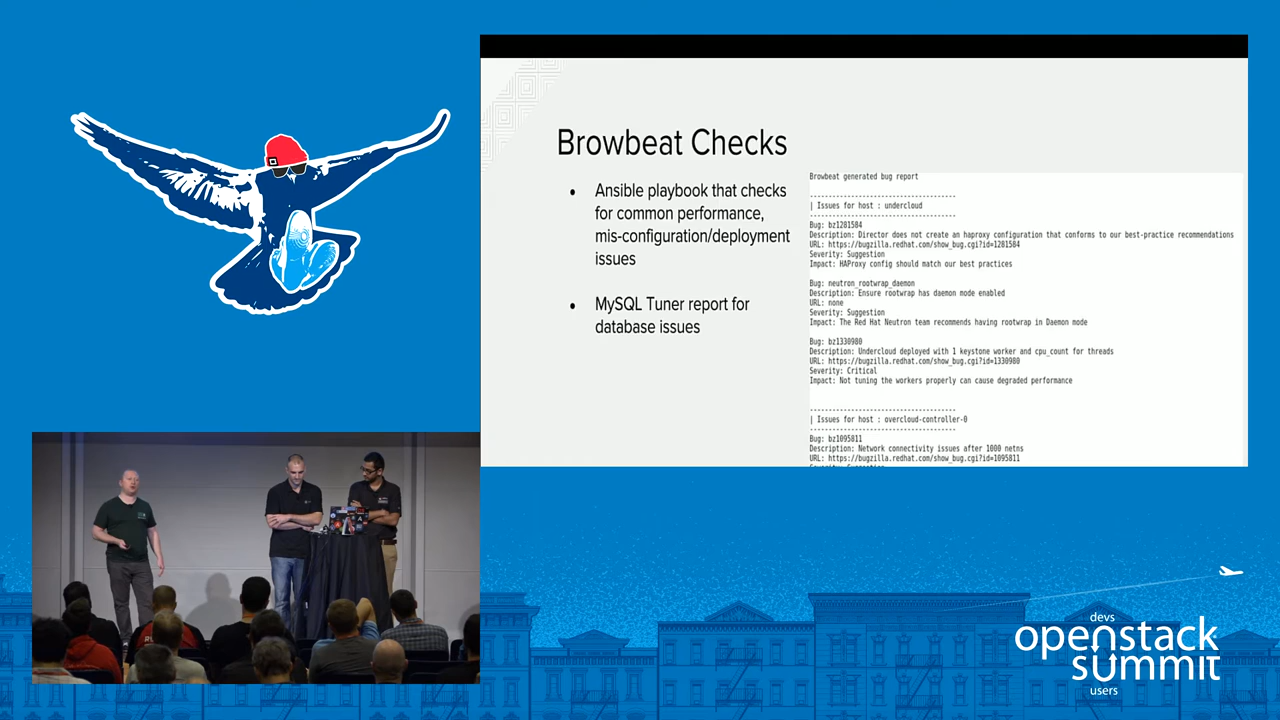 Browbeat Checks
• Ansible playbook that checks
for common performance,
mis-configuration/deployment
issues
• MySQL Tuner report for
database issues
Browbeat generated bug report
--------------------------------------
| Issues for host : undercloud
--------------------------------------
Bug: bz1281584
Description: Director does not create an haproxy configuration that conforms to our best-practice recommendations
URL: https://bugzilla.redhat.com/show_bug.cgi?id=1281584
Severity: Suggestion
Impact: HAProxy config should match our best practices
Bug: neutron_rootwrap_daemon
Description: Ensure rootwrap has daemon mode enabled
URL: none
Severity: Suggestion
Impact: The Red Hat Neutron team recommends having rootwrap in Daemon mode
Bug: bz1330980
Description: Undercloud deployed with 1 keystone worker and cpu_count for threads
URL: https://bugzilla.redhat.com/show_bug.cgi?id=1330980
Severity: Critical
Impact: Not tuning the workers properly can cause degraded performance
--------------------------------------
| Issues for host : overcloud-controller-0
--------------------------------------
Bug: bz1095811
Description: Network connectivity issues after 1000 netns
URL: https://bugzilla.redhat.com/show_bug.cgi?id=1095811
Severity: Suggestion
devs
openstack
summit
users